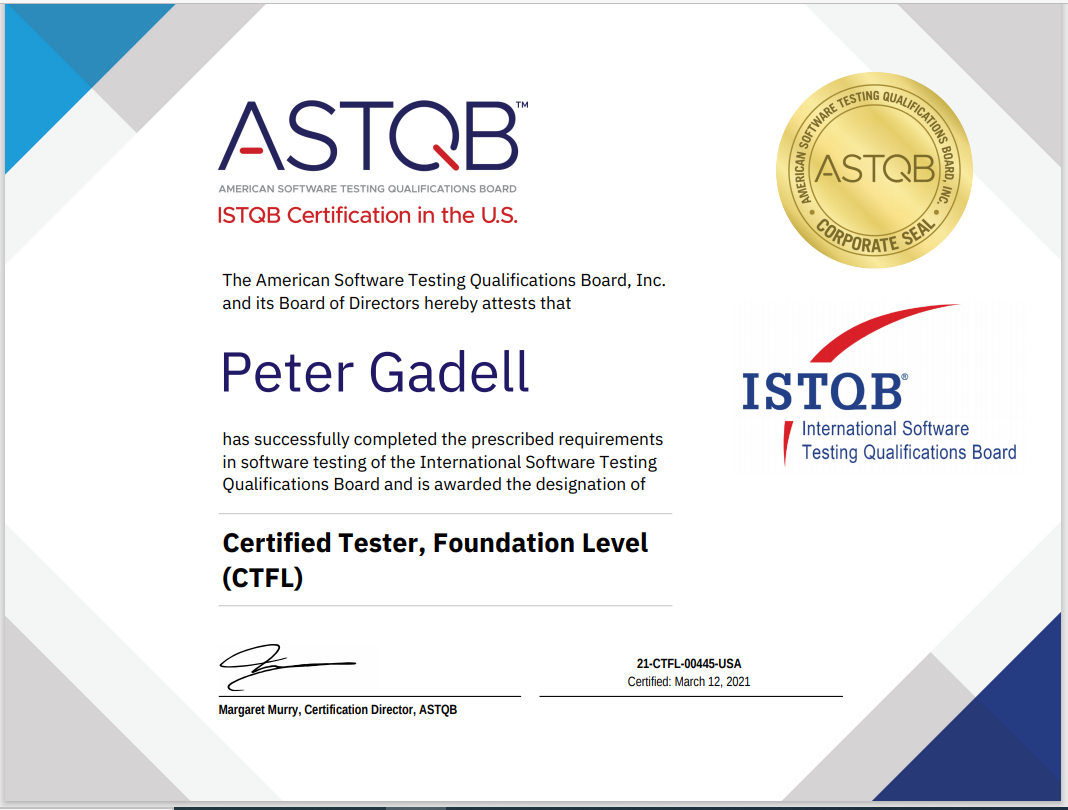 ASTQB™
AMERICAN SOFTWARE TESTING QUALIFICATIONS BOARD
ISTQB Certification in the U.S.
AMERICAN SOFTWARE TESTING QUALIFICATIONS BOARD, INC.
ASTQB
• CORPORATE SEAL •
The American Software Testing Qualifications Board, Inc.
and its Board of Directors hereby attests that
Peter Gadell
ISTQB®
International Software
Testing Qualifications Board
has successfully completed the prescribed requirements
in software testing of the International Software Testing
Qualifications Board and is awarded the designation of
Certified Tester, Foundation Level
(CTFL)
21-CTFL-00445-USA
Certified: March 12, 2021
Margaret Murry, Certification Director, ASTQB